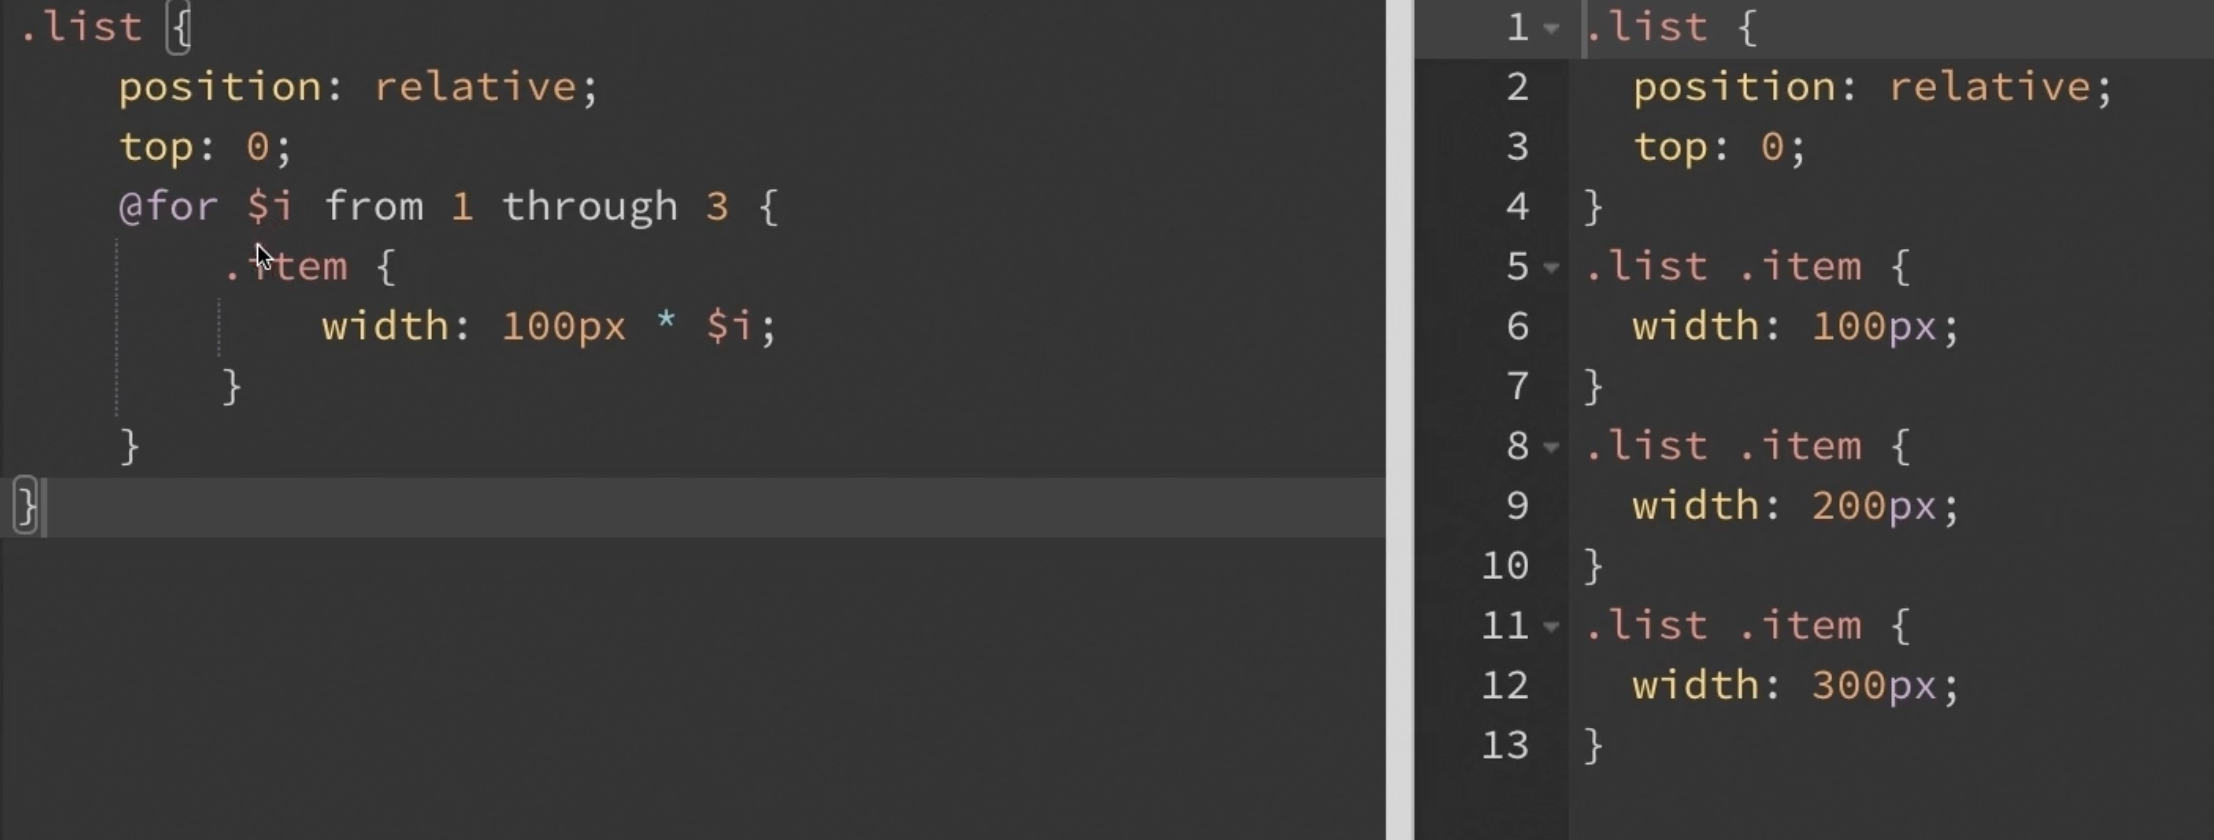 .list {
position: relative;
top: 0;
@for $i from 1 through 3 {
.item {
width: 100px * $i;
}
}
}
1 .list {
2 position: relative;
3 top: 0;
4 }
5 .list .item {
6 width: 100px;
7 }
8 .list .item {
9 width: 200px;
10 }
11 .list .item {
12 width: 300px;
13 }